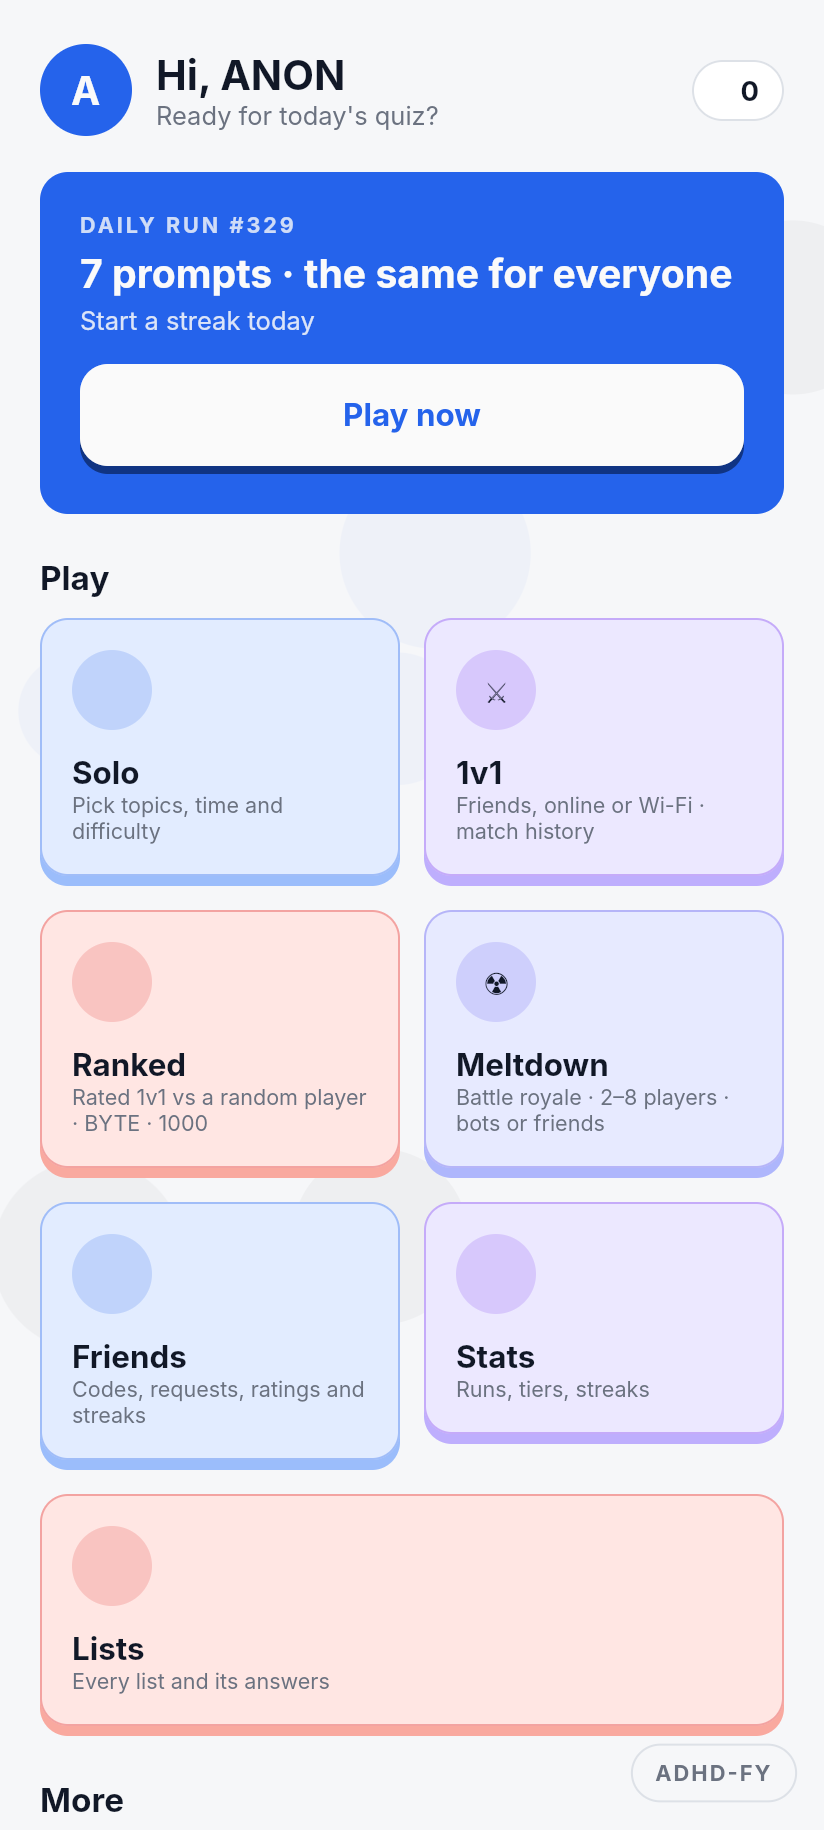 A
Hi, ANON
Ready for today's quiz?
0
DAILY RUN #329
7 prompts · the same for everyone
Start a streak today
Play now
Play
Solo
Pick topics, time and
difficulty
1v1
Friends, online or Wi-Fi ·
match history
Ranked
Rated 1v1 vs a random player
· BYTE · 1000
Meltdown
Battle royale · 2–8 players ·
bots or friends
Friends
Codes, requests, ratings and
streaks
Stats
Runs, tiers, streaks
Lists
Every list and its answers
ADHD-FY
More